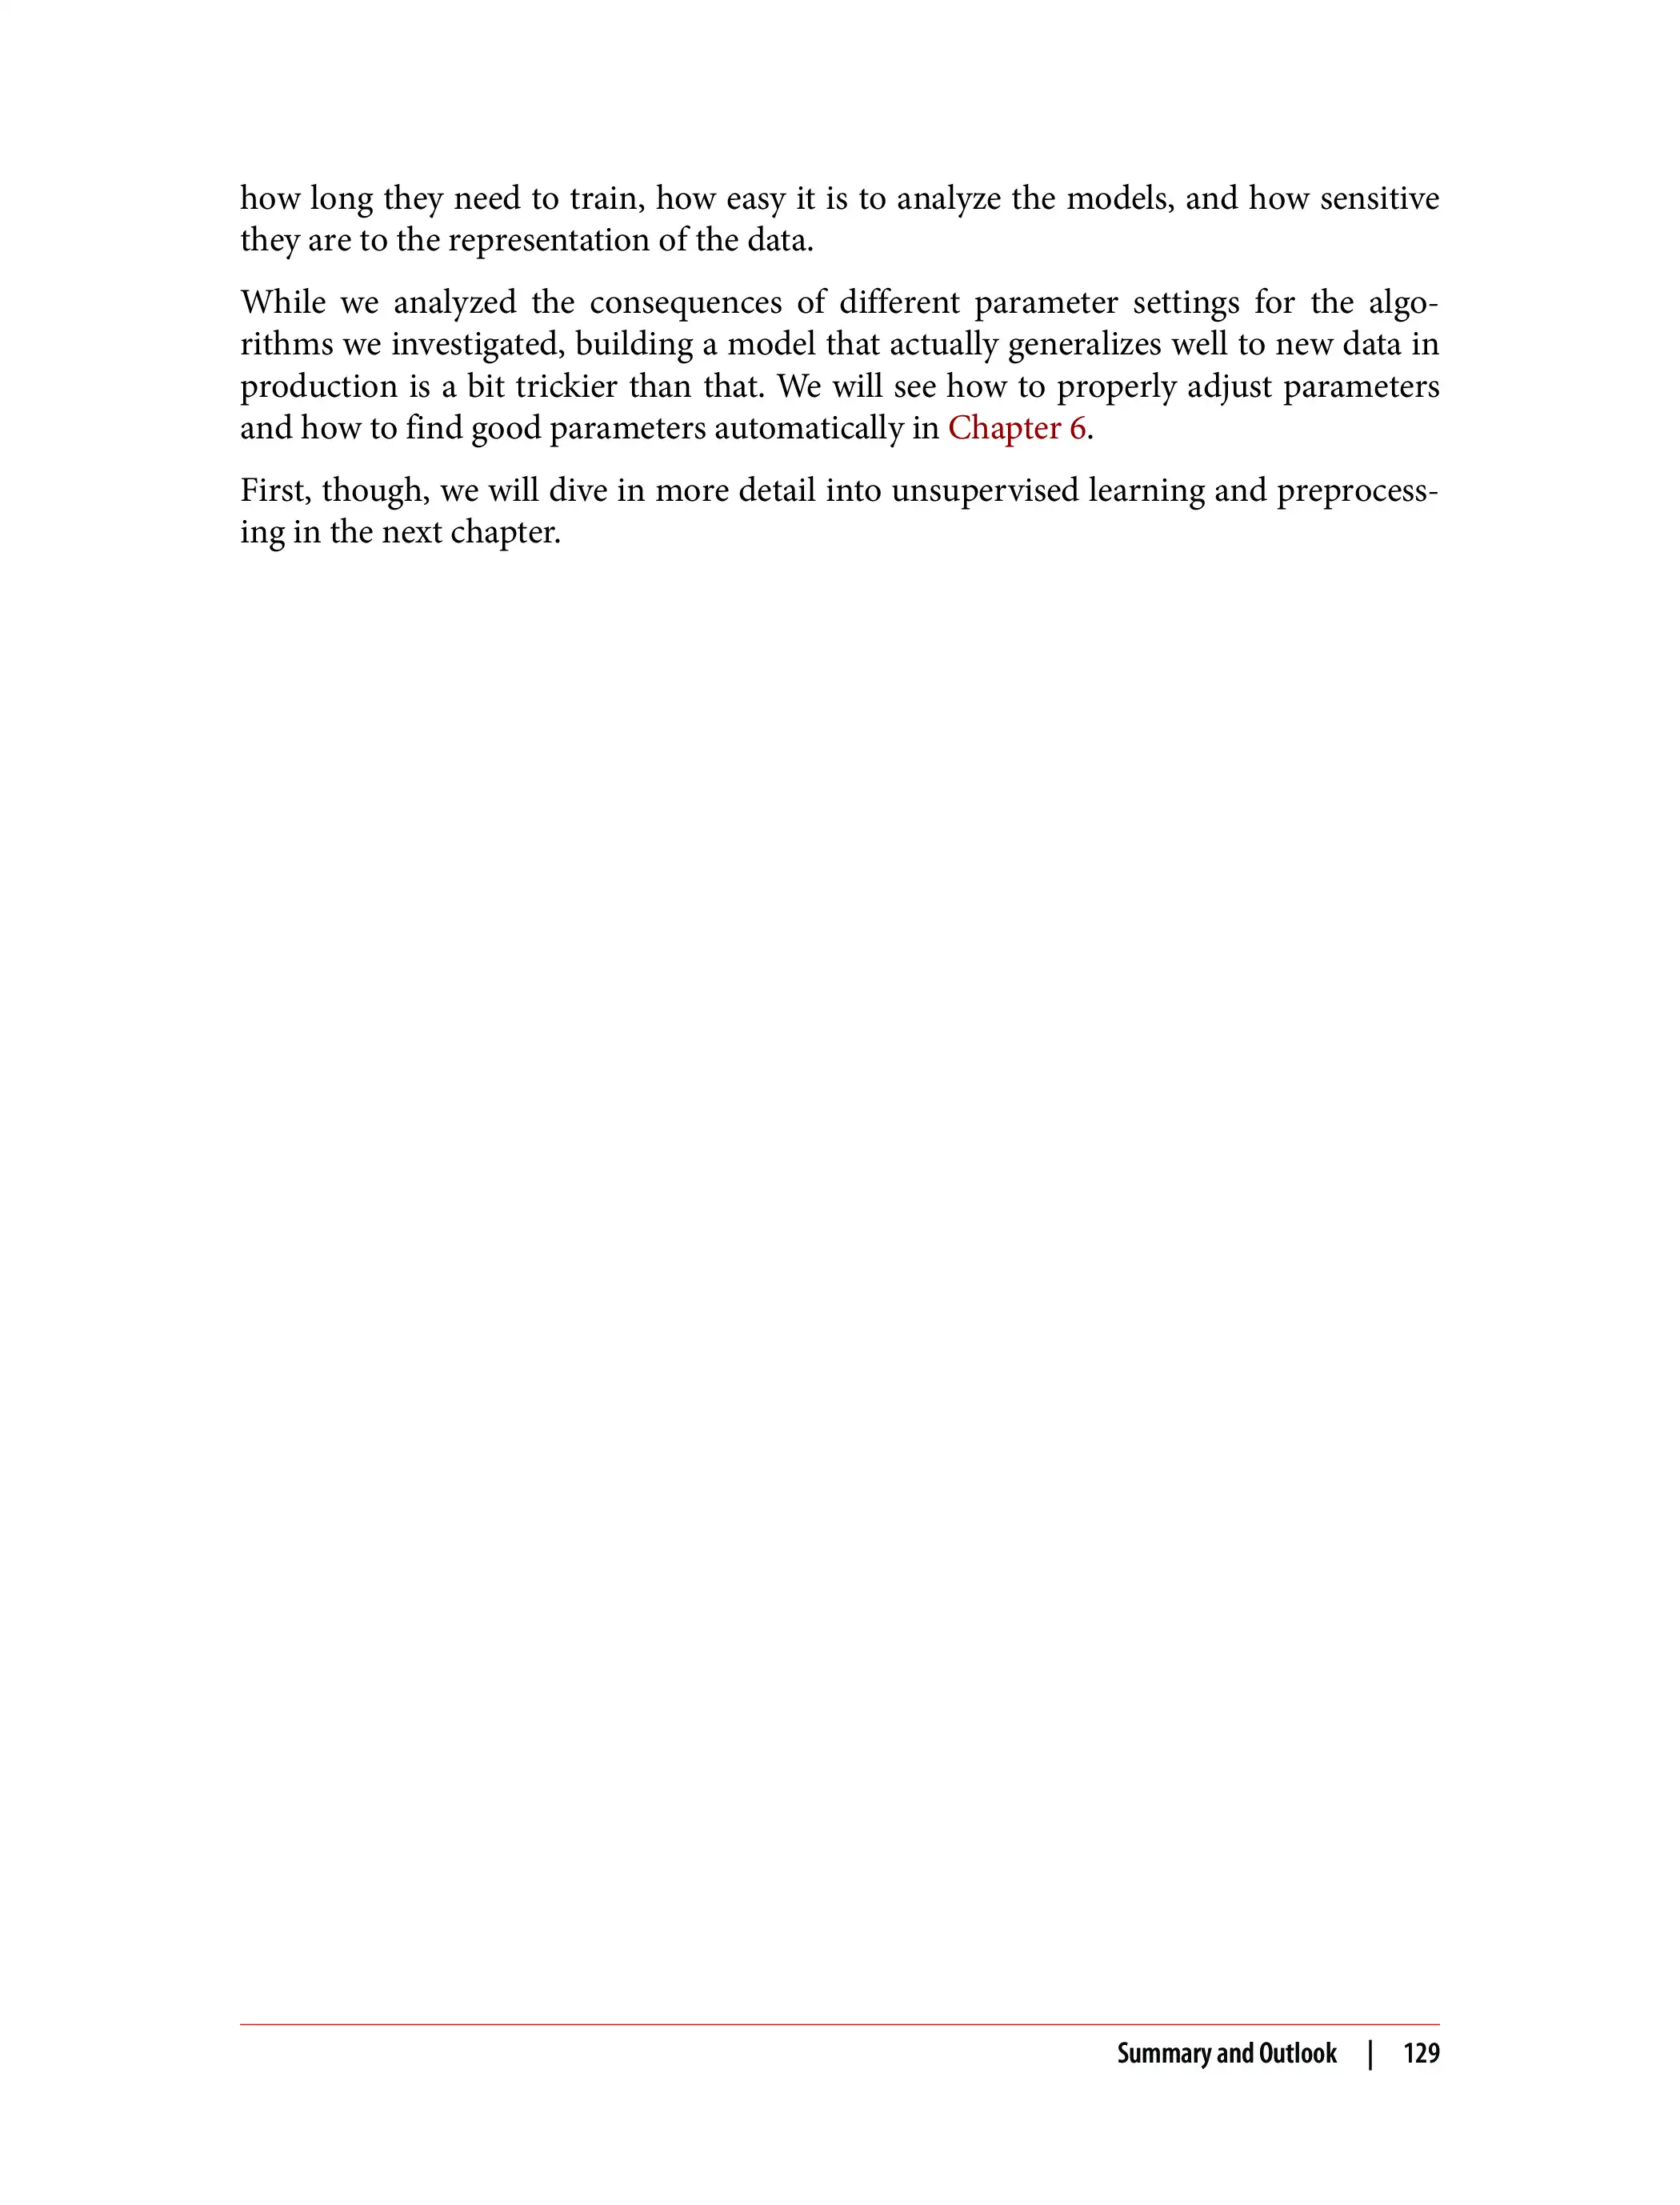 how long they need to train, how easy it is to analyze the models, and how sensitive
they are to the representation of the data.
While we analyzed the consequences of different parameter settings for the algo-
rithms we investigated, building a model that actually generalizes well to new data in
production is a bit trickier than that. We will see how to properly adjust parameters
and how to find good parameters automatically in Chapter 6.
First, though, we will dive in more detail into unsupervised learning and preprocess-
ing in the next chapter.
Summary and Outlook | 129